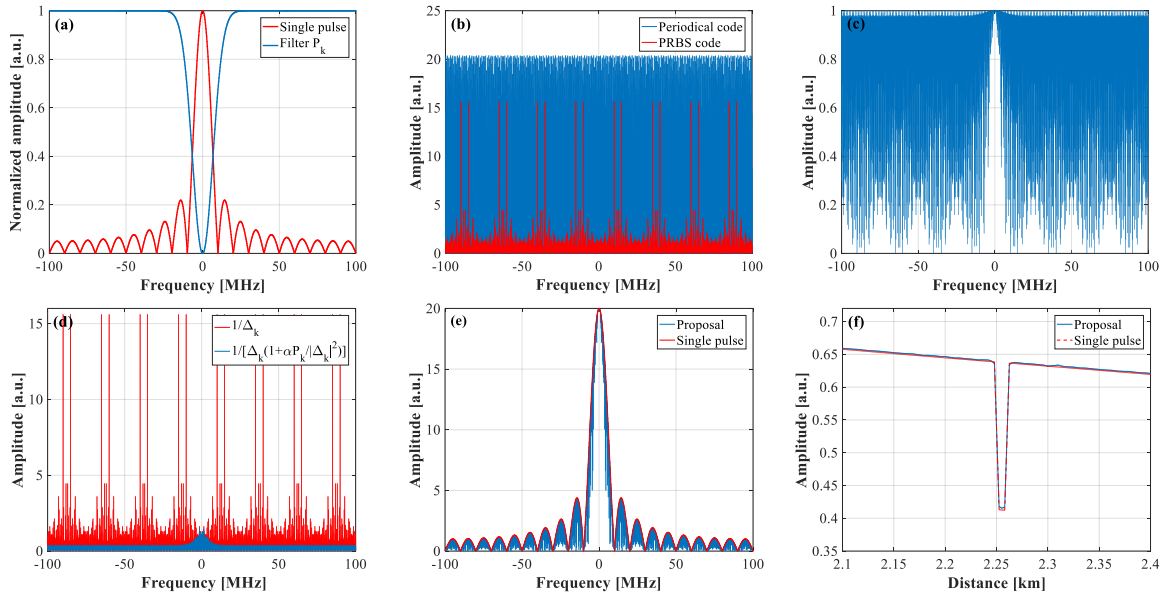 (a)
Single pulse
Filter P_k
Normalized amplitude [a.u.]
1
0.8
0.6
0.4
0.2
0
-100 -50 0 50 100
Frequency [MHz]
(b)
Periodical code
PRBS code
Amplitude [a.u.]
25
20
15
10
5
0
-100 -50 0 50 100
Frequency [MHz]
(c)
Amplitude [a.u.]
1
0.8
0.6
0.4
0.2
0
-100 -50 0 50 100
Frequency [MHz]
(d)
1/Δ_k
1/[Δ_k(1+αP_k/|Δ_k|^2)]
Amplitude [a.u.]
15
10
5
0
-100 -50 0 50 100
Frequency [MHz]
(e)
Proposal
Single pulse
Amplitude [a.u.]
20
15
10
5
0
-100 -50 0 50 100
Frequency [MHz]
(f)
Proposal
Single pulse
Amplitude [a.u.]
0.7
0.65
0.6
0.55
0.5
0.45
0.4
0.35
2.1 2.15 2.2 2.25 2.3 2.35 2.4
Distance [km]